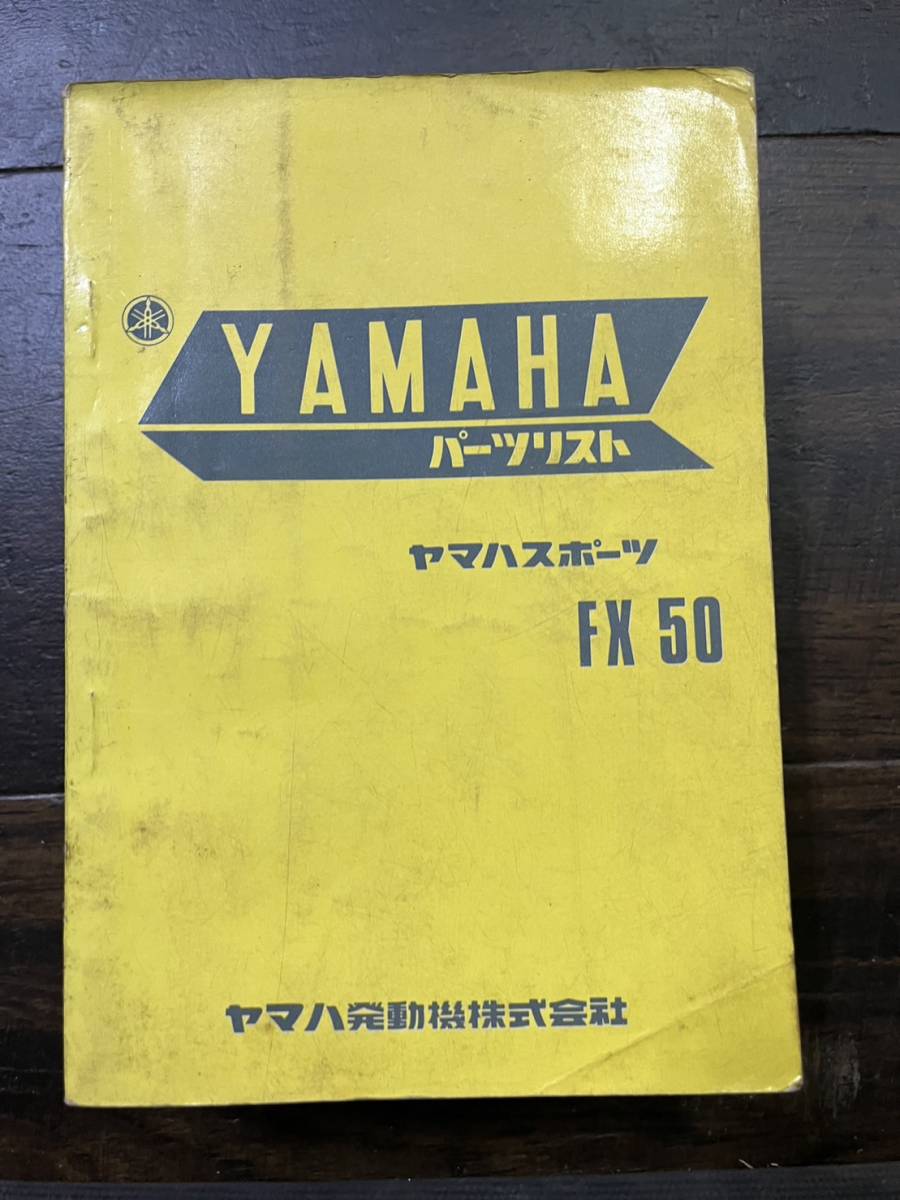 YAMAHA
パーツリスト
ヤマハスポーツ
FX 50
ヤマハ発動機株式会社